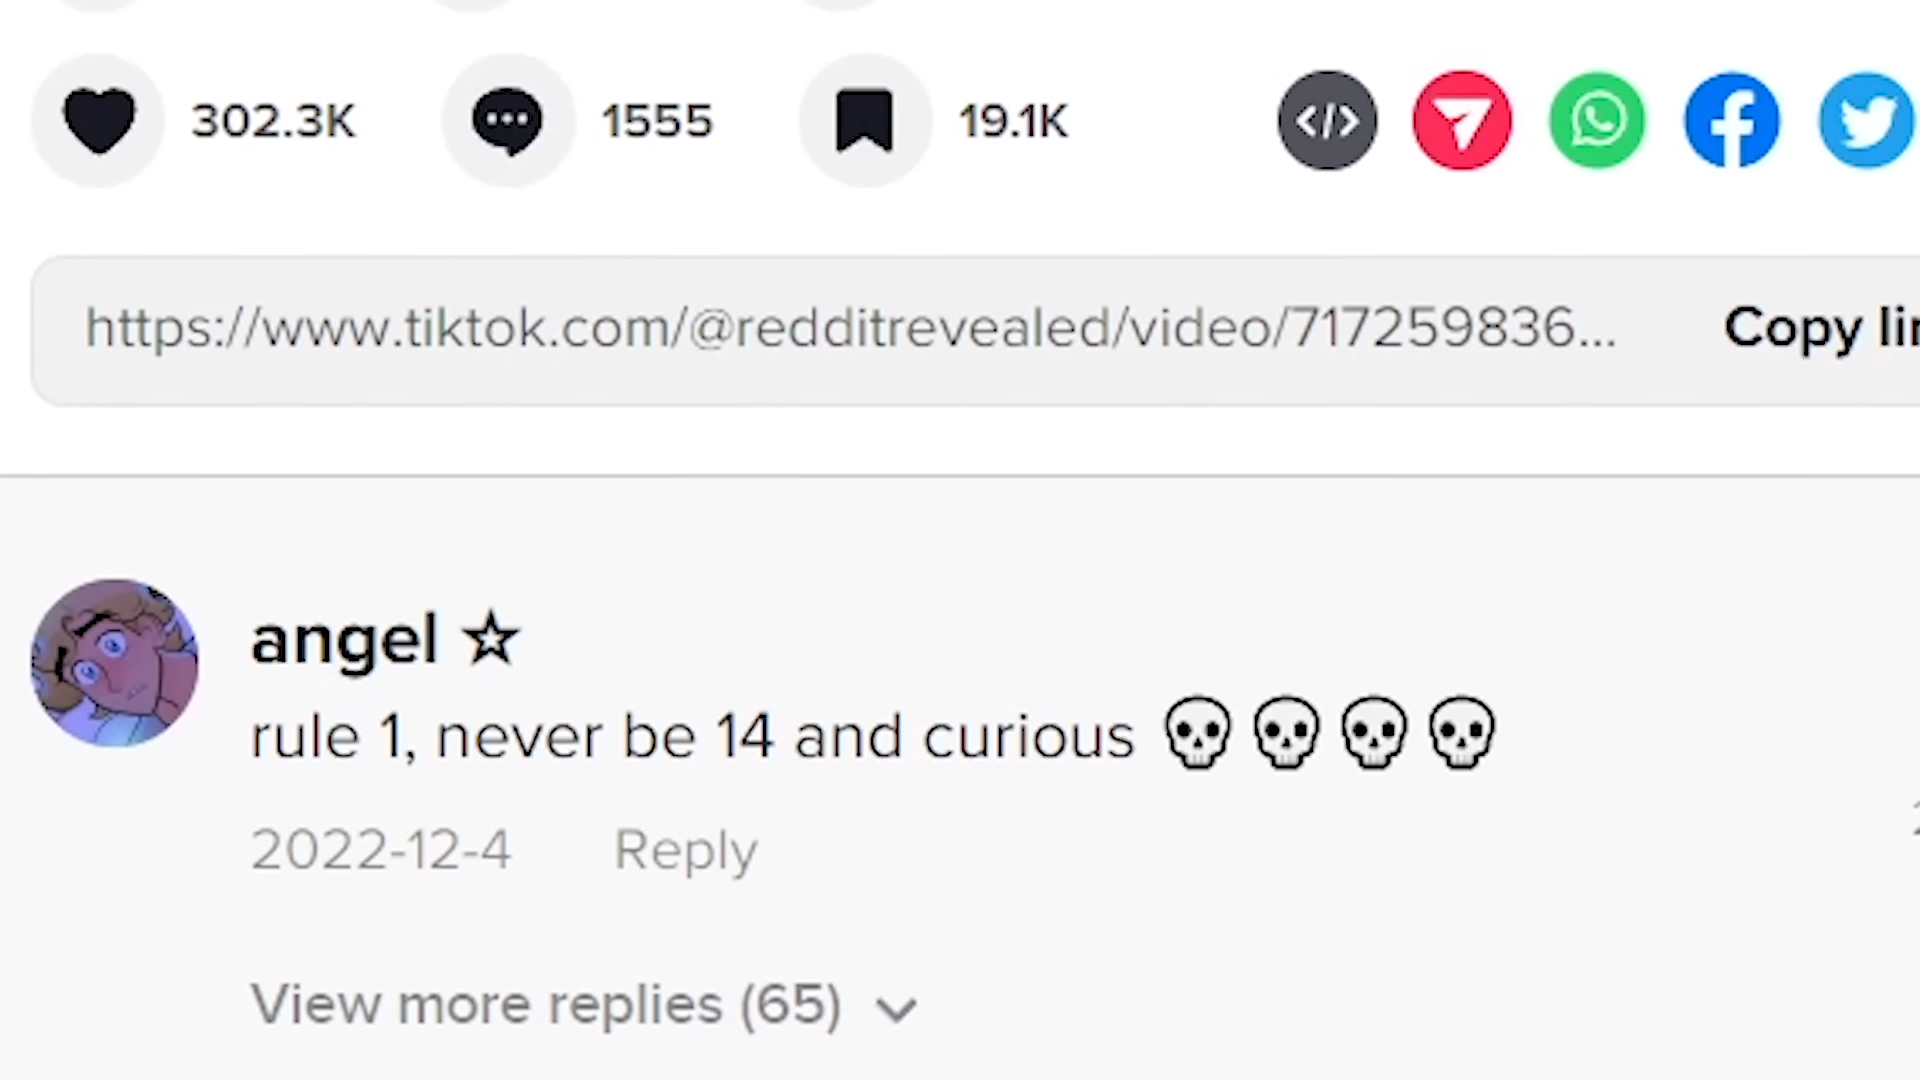 302.3K 1555 19.1K
https://www.tiktok.com/@redditrevealed/video/717259836... Copy
angel ☆
rule 1, never be 14 and curious 💀💀💀💀
2022-12-4 Reply
View more replies (65)